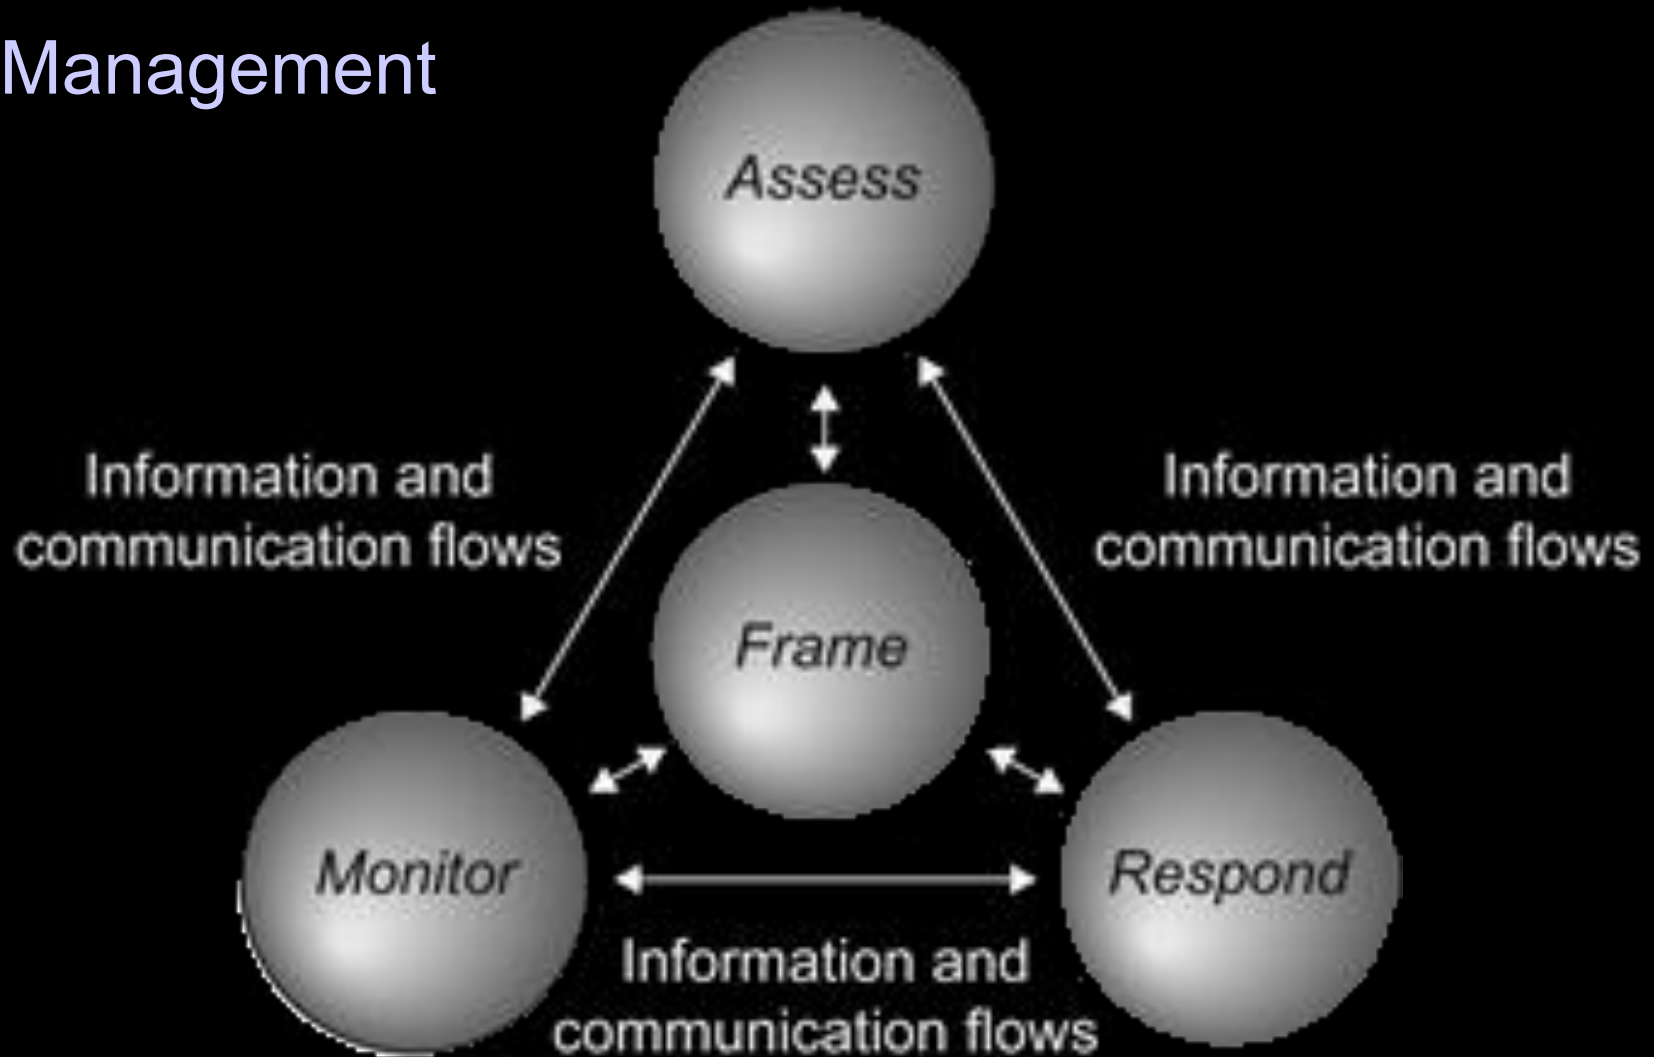 Management
Assess
Information and
communication flows
Information and
communication flows
Frame
Monitor
Respond
Information and
communication flows